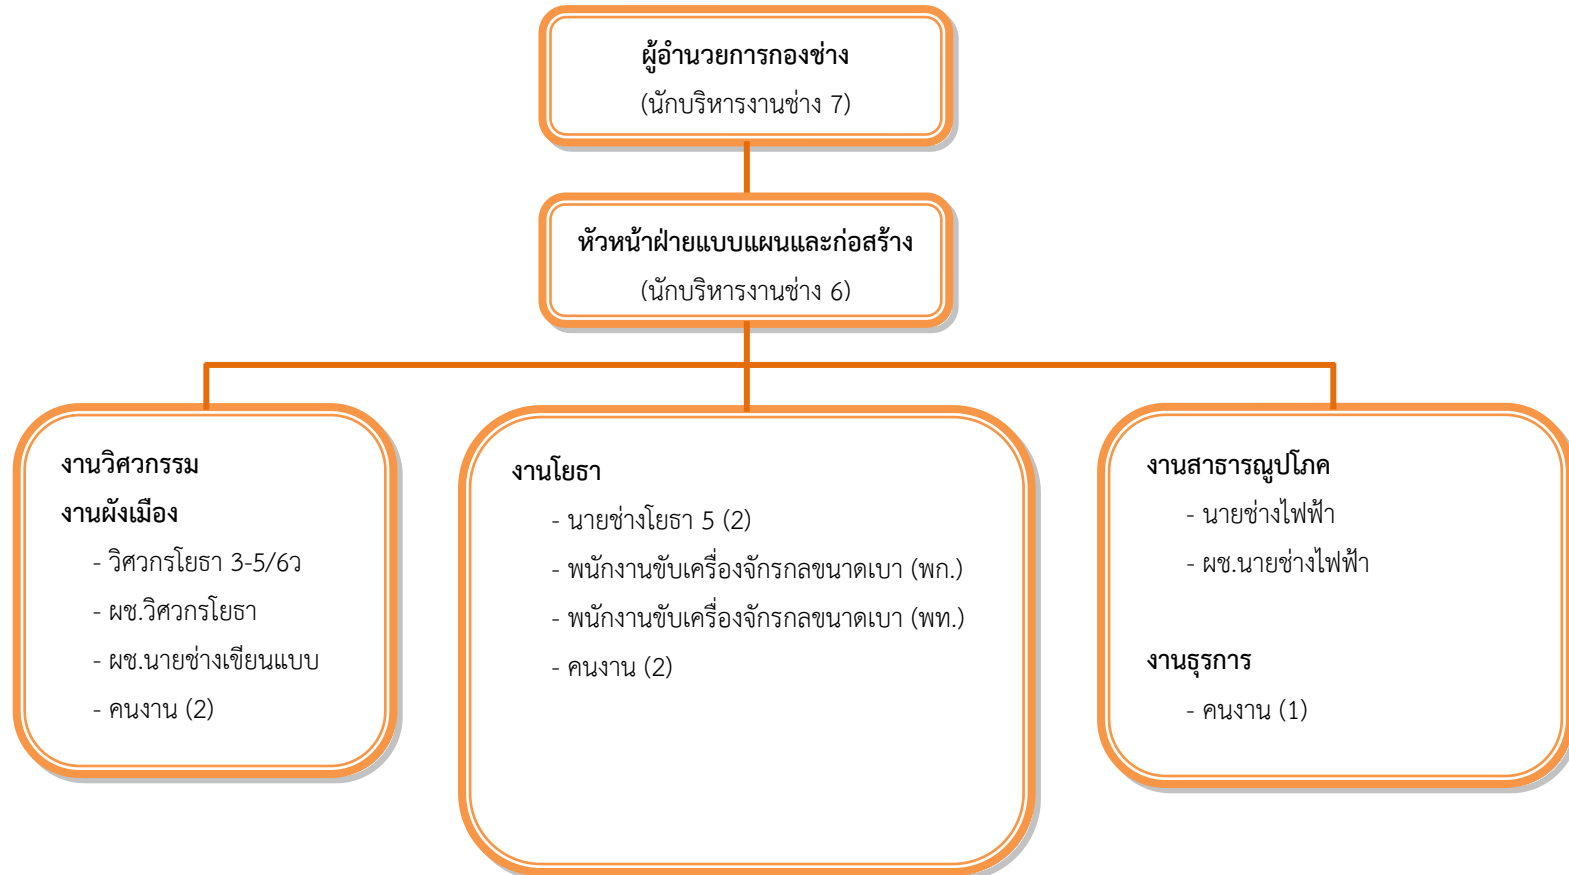 ผู้อำนวยการกองช่าง
(นักบริหารงานช่าง 7)
หัวหน้าฝ่ายแบบแผนและก่อสร้าง
(นักบริหารงานช่าง 6)
งานวิศวกรรม
งานผังเมือง
- วิศวกรโยธา 3-5/6ว
- ผช.วิศวกรโยธา
- ผช.นายช่างเขียนแบบ
- คนงาน (2)
งานโยธา
- นายช่างโยธา 5 (2)
- พนักงานขับเครื่องจักรกลขนาดเบา (พก.)
- พนักงานขับเครื่องจักรกลขนาดเบา (พท.)
- คนงาน (2)
งานสาธารณูปโภค
- นายช่างไฟฟ้า
- ผช.นายช่างไฟฟ้า
งานธุรการ
- คนงาน (1)